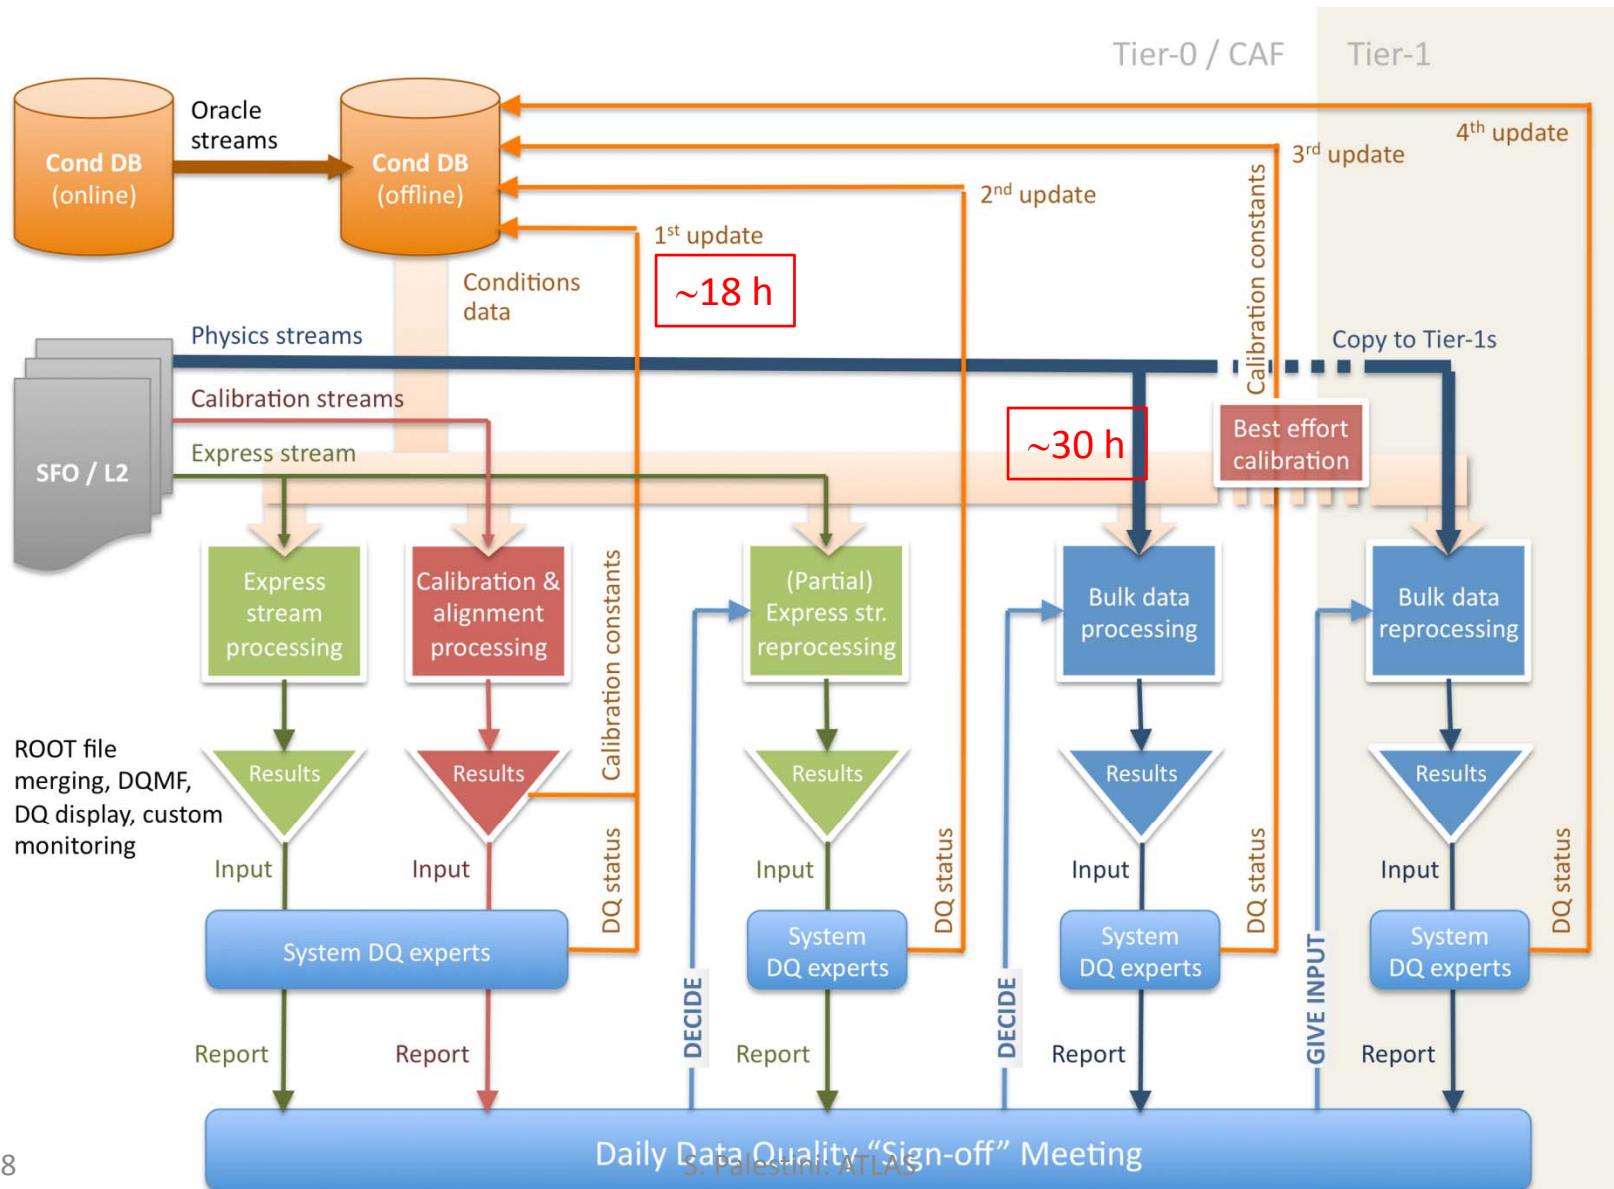 Tier-0 / CAF
Tier-1
Oracle
streams
Cond DB
(online)
Cond DB
(offline)
4th update
3rd update
2nd update
1st update
~18 h
Conditions
data
Calibration constants
Physics streams
Copy to Tier-1s
Calibration streams
Express stream
SFO / L2
~30 h
Best effort
calibration
Express
stream
processing
Calibration &
alignment
processing
Calibration constants
(Partial)
Express str.
reprocessing
Bulk data
processing
Bulk data
reprocessing
ROOT file
merging, DQMF,
DQ display, custom
monitoring
Results
Results
Results
Results
Results
Input
Input
Input
Input
Input
DQ status
DQ status
DQ status
DQ status
System DQ experts
System
DQ experts
System
DQ experts
System
DQ experts
DECIDE
DECIDE
GIVE INPUT
Report
Report
Report
Report
Report
Daily Data Quality “Sign-off” Meeting
8
S. Palestini: ATLAS